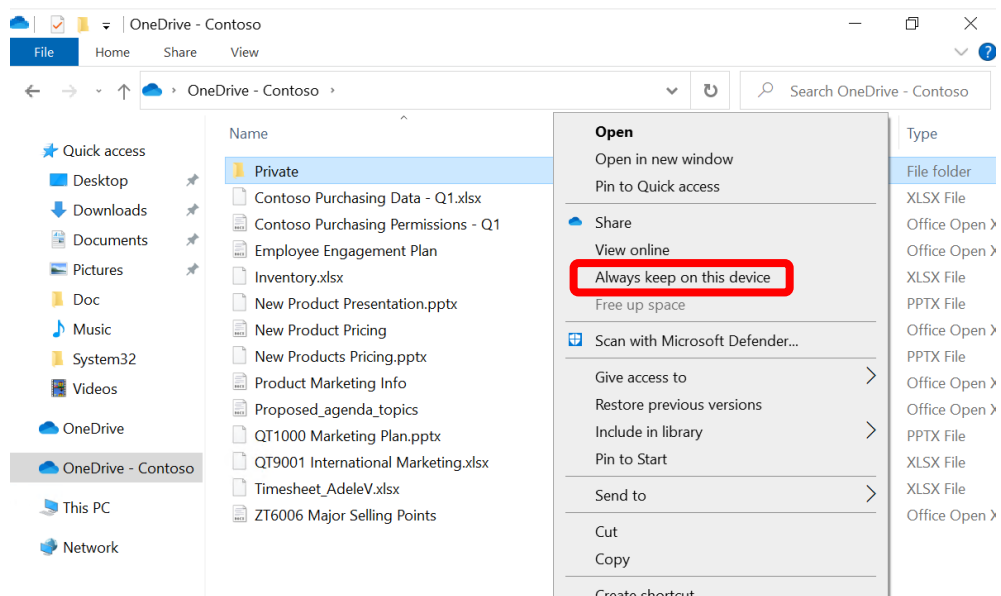 OneDrive - Contoso
File Home Share View
OneDrive - Contoso
Search OneDrive - Contoso
Quick access
Desktop
Downloads
Documents
Pictures
Doc
Music
System32
Videos
OneDrive
OneDrive - Contoso
This PC
Network
Name
Private
Contoso Purchasing Data - Q1.xlsx
Contoso Purchasing Permissions - Q1
Employee Engagement Plan
Inventory.xlsx
New Product Presentation.pptx
New Product Pricing
New Products Pricing.pptx
Product Marketing Info
Proposed_agenda_topics
QT1000 Marketing Plan.pptx
QT9001 International Marketing.xlsx
Timesheet_AdeleV.xlsx
ZT6006 Major Selling Points
Open
Open in new window
Pin to Quick access
Share
View online
Always keep on this device
Free up space
Scan with Microsoft Defender...
Give access to
Restore previous versions
Include in library
Pin to Start
Send to
Cut
Copy
Create shortcut
Type
File folder
XLSX File
Office Open X
Office Open X
XLSX File
PPTX File
Office Open X
PPTX File
Office Open X
Office Open X
PPTX File
XLSX File
XLSX File
Office Open X